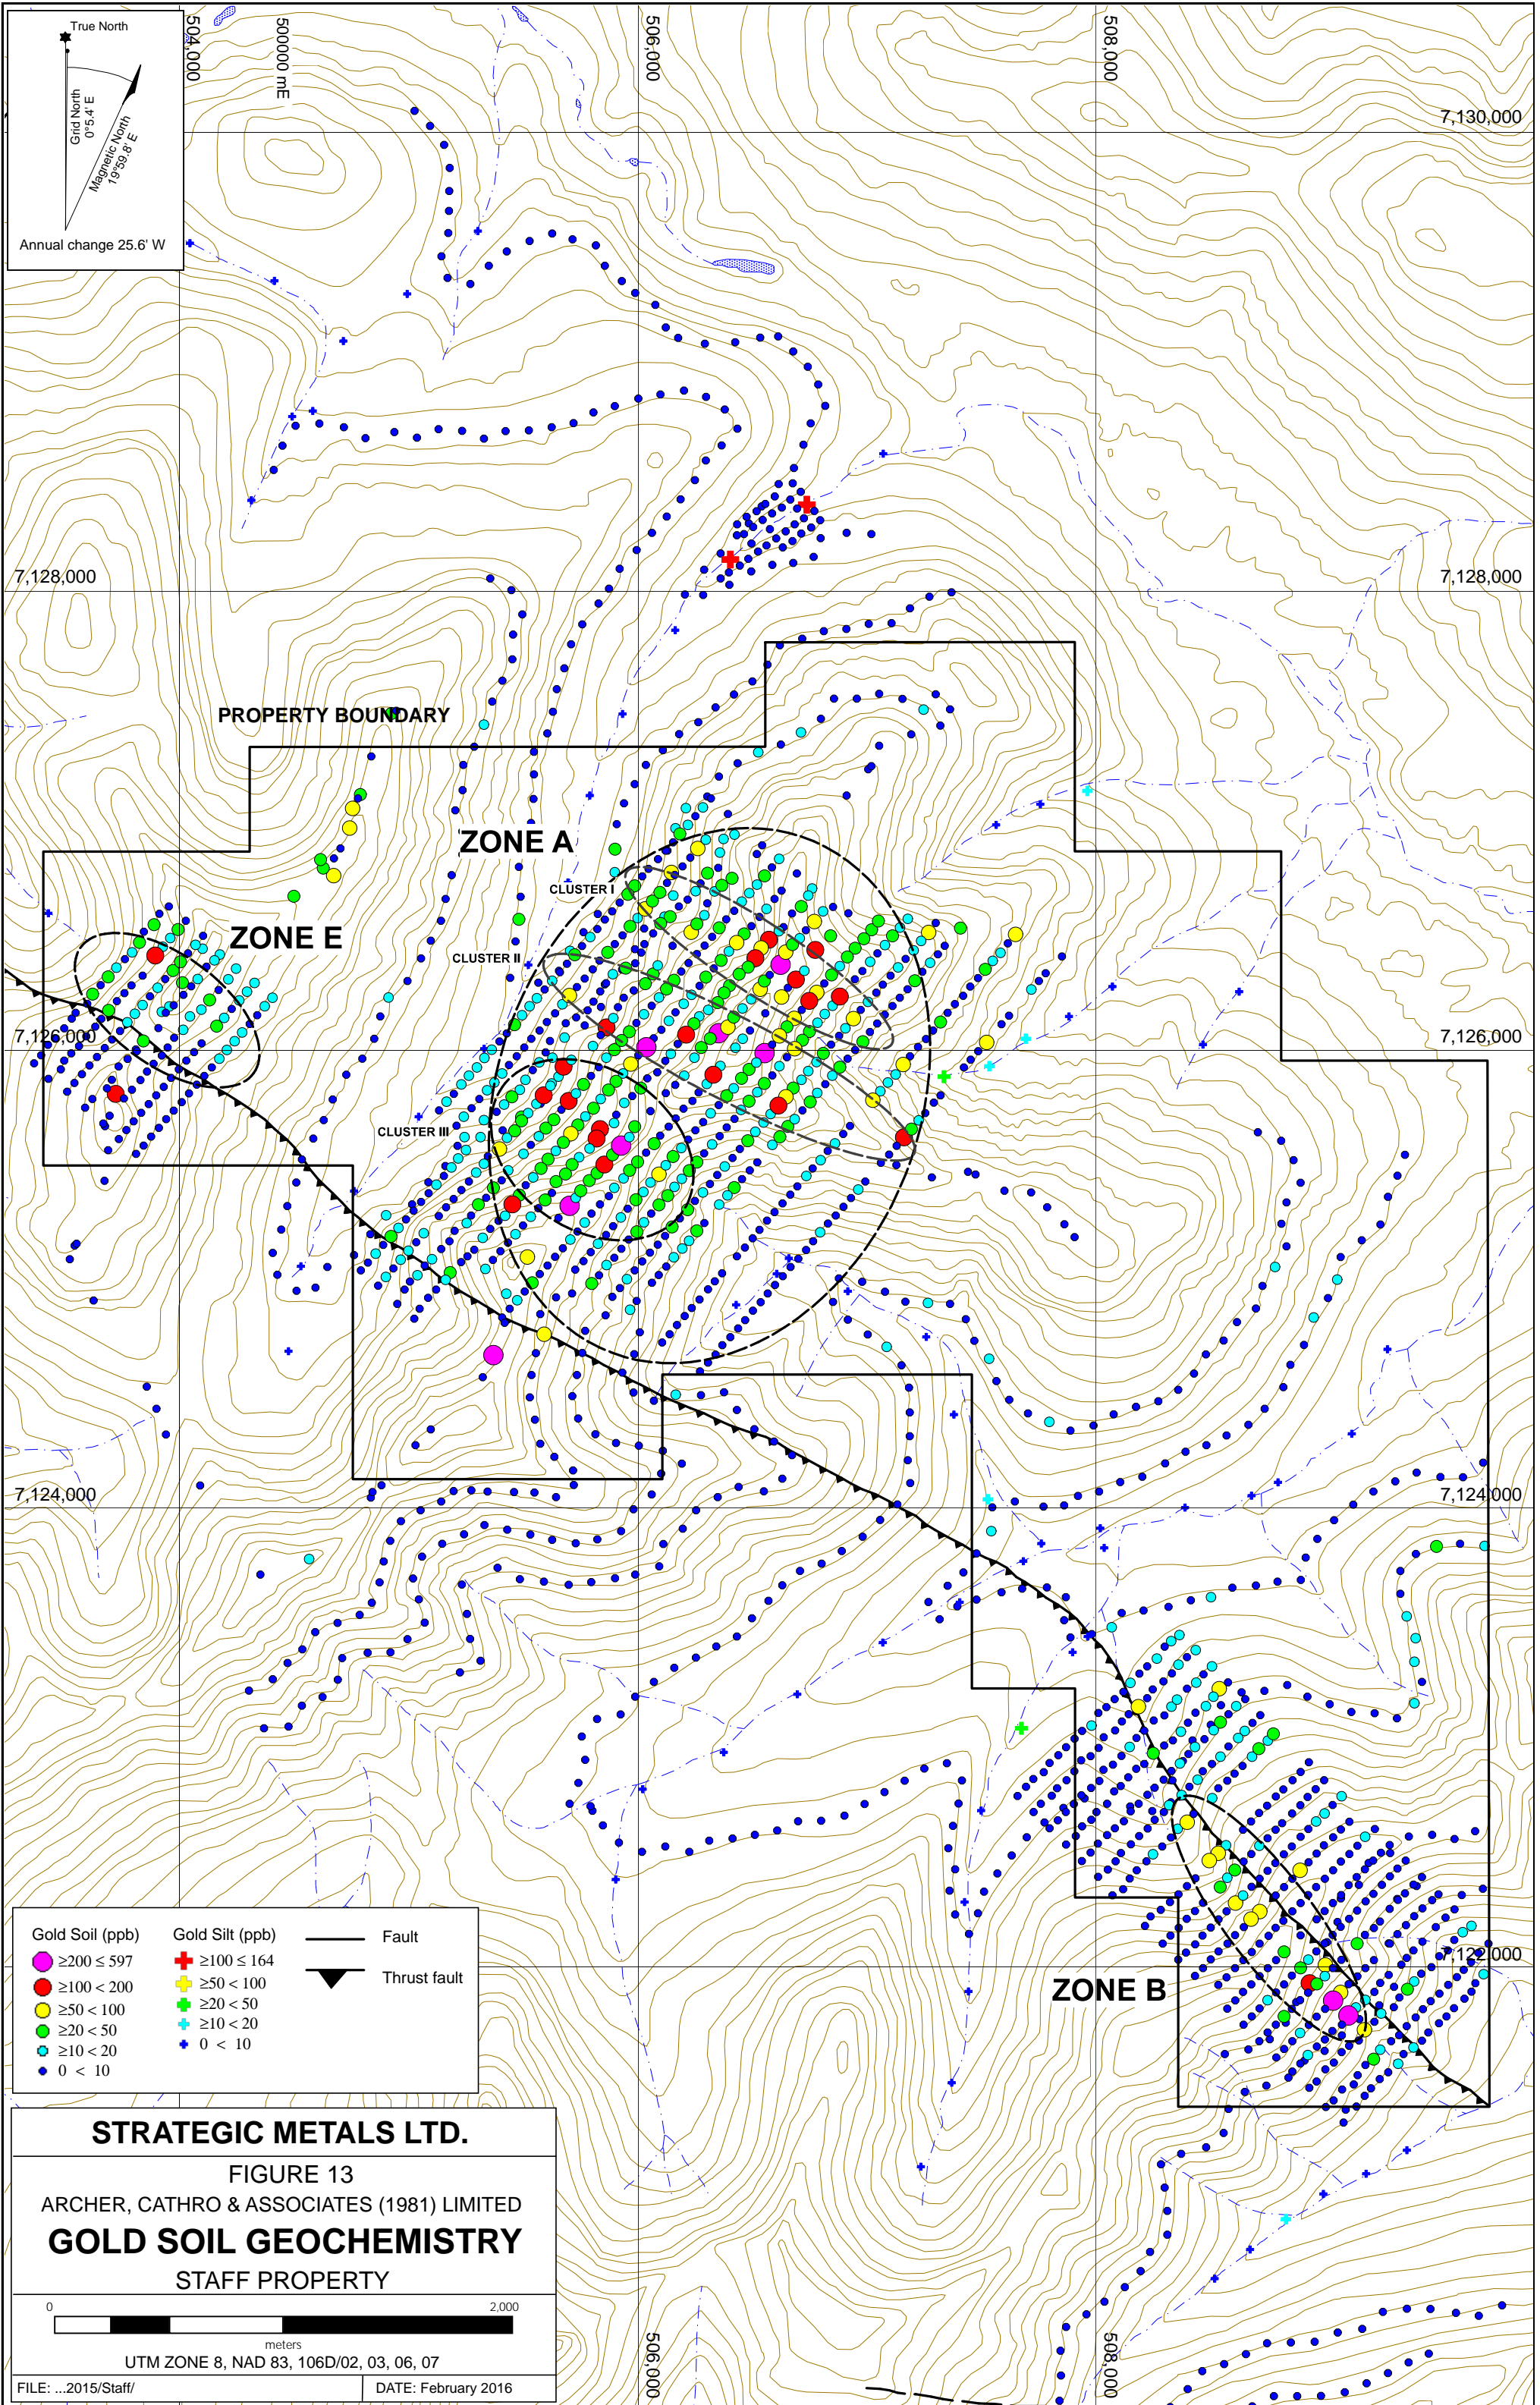 True North
Grid North
0°5.4' E
Magnetic North
19°59.8' E
Annual change 25.6' W
504,000
500000 mE
506,000
508,000
7,130,000
7,128,000
7,128,000
PROPERTY BOUNDARY
ZONE A
CLUSTER I
ZONE E
CLUSTER II
7,126,000
7,126,000
CLUSTER III
7,124,000
7,124,000
7,122,000
ZONE B
Gold Soil (ppb)
≥200 ≤ 597
≥100 < 200
≥50 < 100
≥20 < 50
≥10 < 20
0 < 10
Gold Silt (ppb)
≥100 ≤ 164
≥50 < 100
≥20 < 50
≥10 < 20
0 < 10
Fault
Thrust fault
STRATEGIC METALS LTD.
FIGURE 13
ARCHER, CATHRO & ASSOCIATES (1981) LIMITED
GOLD SOIL GEOCHEMISTRY
STAFF PROPERTY
0 2,000
meters
UTM ZONE 8, NAD 83, 106D/02, 03, 06, 07
FILE: ...2015/Staff/
DATE: February 2016
506,000
508,000